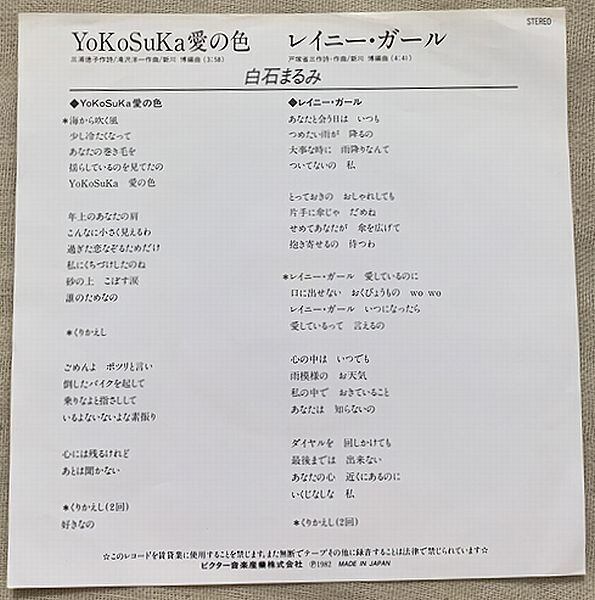 STEREO
YoKoSuKa愛の色
三浦徳子作詩/滝沢洋一作曲/新川 博編曲 (3:58)
レイニー・ガール
戸塚省三作詩・作曲/新川 博編曲 (4:41)
白石まるみ
◆YoKoSuKa愛の色
*海から吹く風
少し冷たくなって
あなたの巻き毛を
揺らしているのを見てたの
YoKoSuKa 愛の色
年上のあなたの肩
こんなに小さく見えるわ
過ぎた恋なぞるためだけ
私にくちづけしたのね
砂の上 こぼす涙
誰のためなの
*くりかえし
ごめんよ ポツリと言い
倒したバイクを起して
乗りなよと指さしして
いるよないないよな素振り
心には残るけれど
あとは聞かない
*くりかえし(2回)
好きなの
◆レイニー・ガール
あなたと会う日は いつも
つめたい雨が 降るの
大事な時に 雨降りなんて
ついてないの 私
とっておきの おしゃれしても
片手に傘じゃ だめね
せめてあなたが 傘を広げて
抱き寄せるの 待つわ
*レイニー・ガール 愛しているのに
口に出せない おくびょうもの wo wo
レイニー・ガール いつになったら
愛しているって 言えるの
心の中は いつでも
雨模様の お天気
私の中で おきていること
あなたは 知らないの
ダイヤルを 回しかけても
最後までは 出来ない
あなたの心 近くにあるのに
いくじなしな 私
*くりかえし(2回)
☆このレコードを賃貸業に使用することを禁じます。また無断でテープその他に録音することは法律で禁じられています☆
ビクター音楽産業株式会社 Ⓟ1982 MADE IN JAPAN